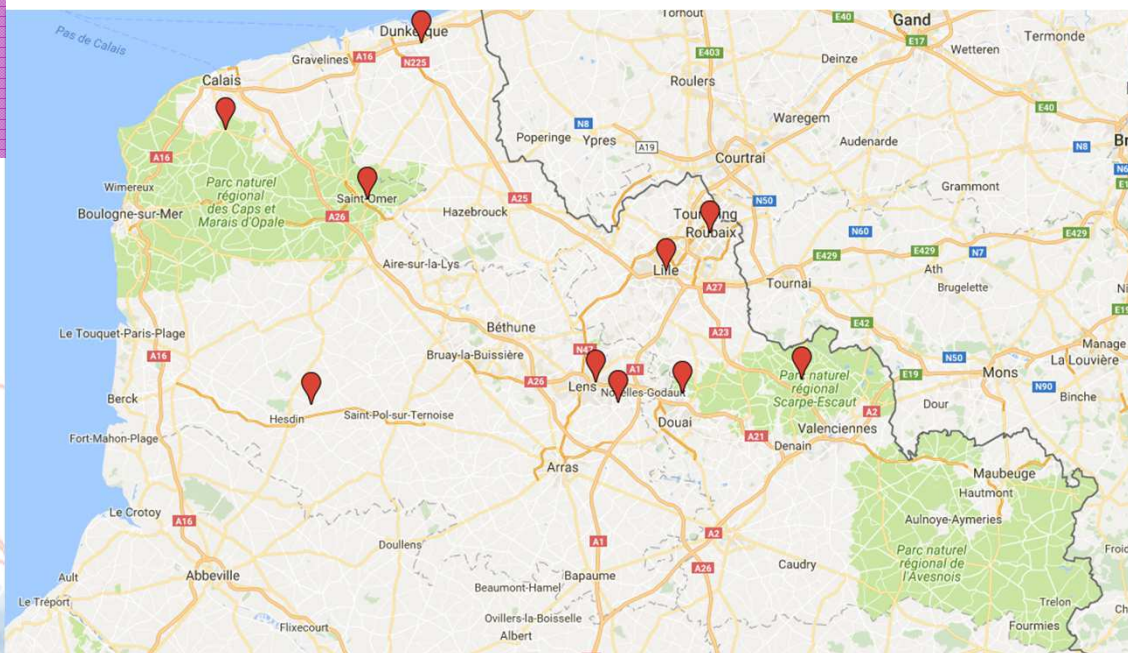 Pas de Calais
Dunkerque
Gravelines
A16
N225
Tornout
E403
E40
Gand
E17
Deinze
Wetteren
Termonde
Calais
Roulers
E40
Waregem
N8
Poperinge
Ypres
A19
Audenarde
N8
A16
Wimereux
Parc naturel
régional
des Caps et
Marais d'Opale
Saint-Omer
Courtrai
Grammont
Boulogne-sur-Mer
A26
Hazebrouck
A25
N50
Tourcoing
Roubaix
N60
E429
E429
N7
Aire-sur-la-Lys
Lille
A27
Tournai
Ath
Brugelette
Le Touquet-Paris-Plage
Béthune
A23
E42
A16
Bruay-la-Buissière
N47
A1
Manage
La Louvière
N50
E19
Mons
Berck
A26
Lens
Noyelles-Godault
Parc naturel
régional
Scarpe-Escaut
N90
Binche
Hesdin
Saint-Pol-sur-Ternoise
Douai
A2
Dour
Fort-Mahon-Plage
A21
Valenciennes
Denain
Arras
Maubeuge
Hautmont
Le Crotoy
A16
Aulnoye-Aymeries
A1
A2
Doullens
Parc naturel
régional de
l'Avesnois
A26
Caudry
Ault
Abbeville
Bapaume
Beaumont-Hamel
Le Tréport
Ovillers-la-Boisselle
Albert
Flixecourt
Trelon
Fourmies